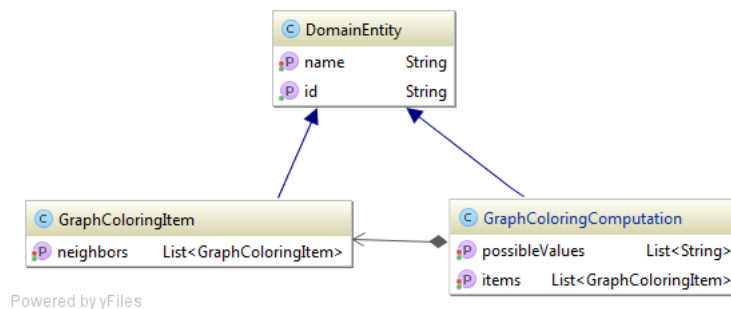 C DomainEntity
P name String
P id String
C GraphColoringItem
P neighbors List<GraphColoringItem>
C GraphColoringComputation
P possibleValues List<String>
P items List<GraphColoringItem>
Powered by yFiles